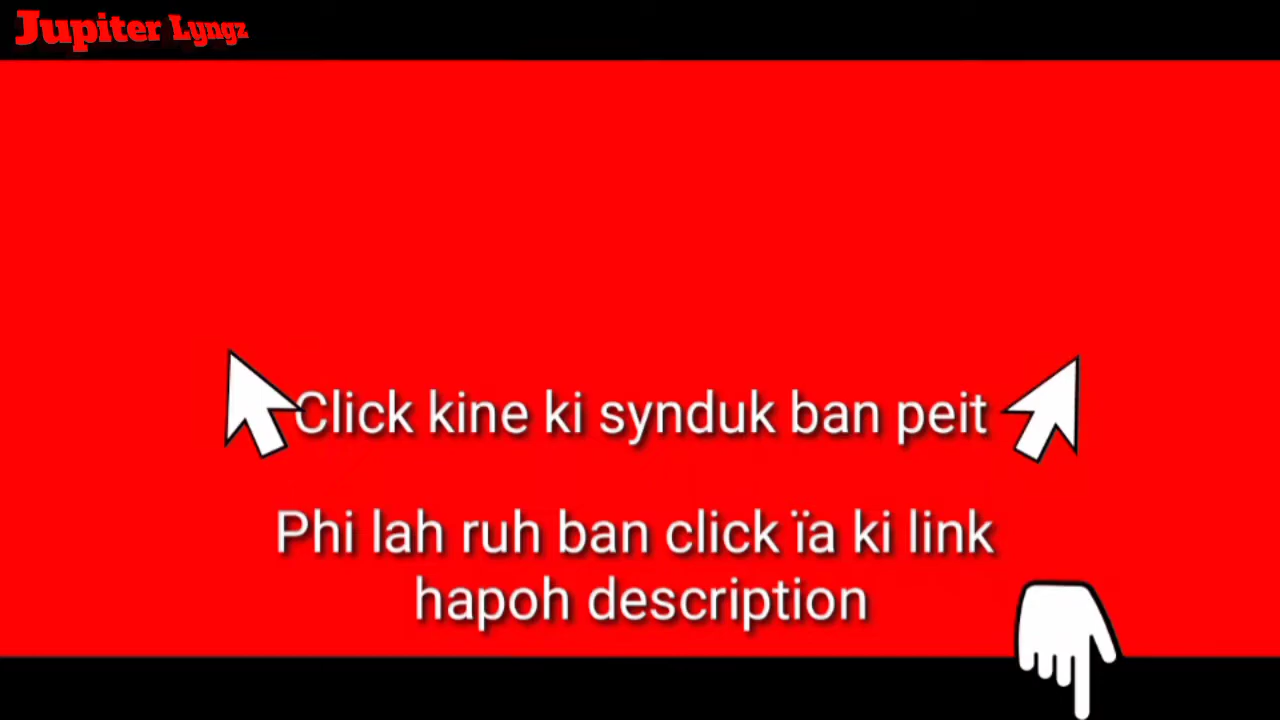 Jupiter Lyngz
Click kine ki synduk ban peit
Phi lah ruh ban click ïa ki link
hapoh description